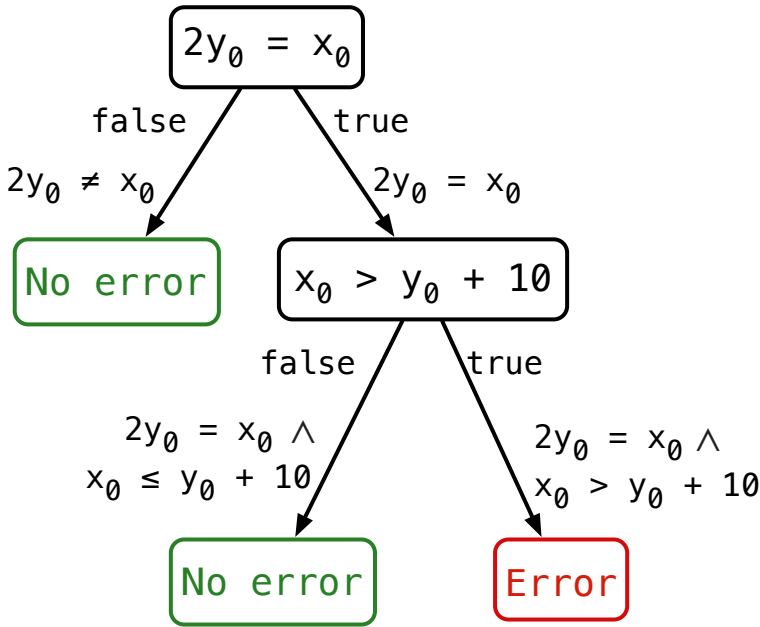 2y₀ = x₀
false
true
2y₀ ≠ x₀
2y₀ = x₀
No error
x₀ > y₀ + 10
false
true
2y₀ = x₀ ∧
x₀ ≤ y₀ + 10
2y₀ = x₀ ∧
x₀ > y₀ + 10
No error
Error